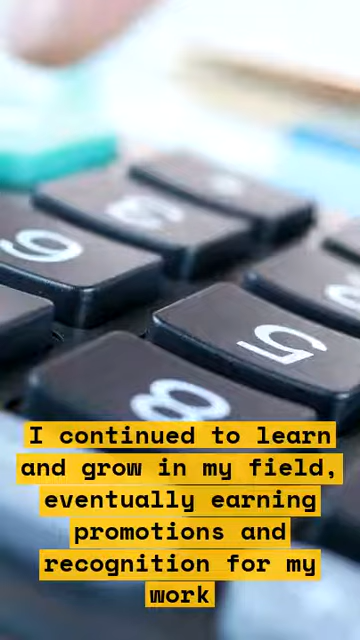 6
5
8
I continued to learn
and grow in my field,
eventually earning
promotions and
recognition for my
work